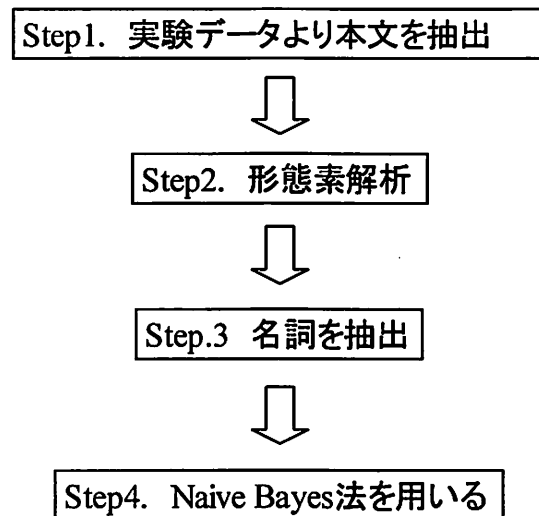 Step1. 実験データより本文を抽出
Step2. 形態素解析
Step.3 名詞を抽出
Step4. Naive Bayes法を用いる